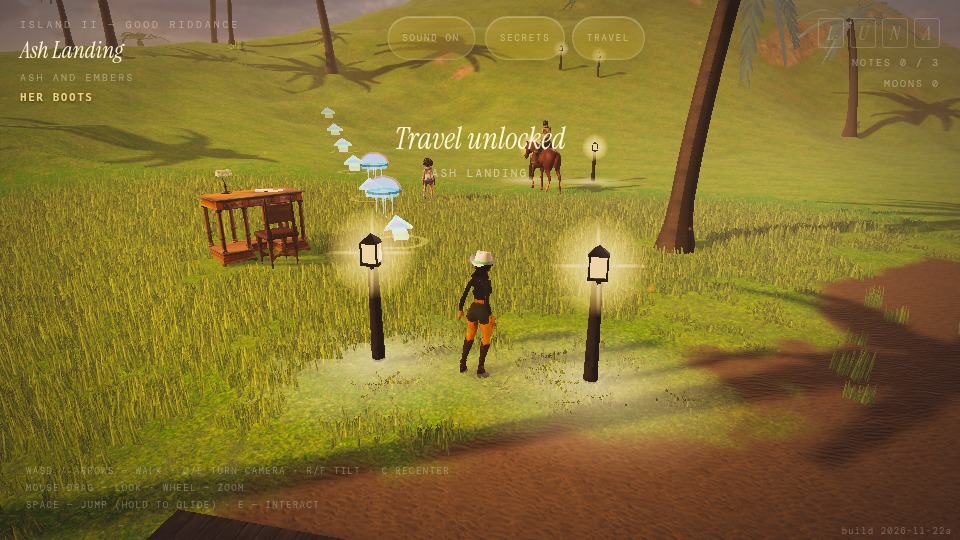 ISLAND II — GOOD RIDDANCE
Ash Landing
ASH AND EMBERS
HER BOOTS
SOUND ON
SECRETS
TRAVEL
L U N A
NOTES 0 / 3
MOONS 0
Travel unlocked
ASH LANDING
WASD / ARROWS — WALK · Q/E TURN CAMERA · R/F TILT · C RECENTER
MOUSE DRAG — LOOK · WHEEL — ZOOM
SPACE — JUMP (HOLD TO GLIDE) · E — INTERACT
build 2026-11-22a